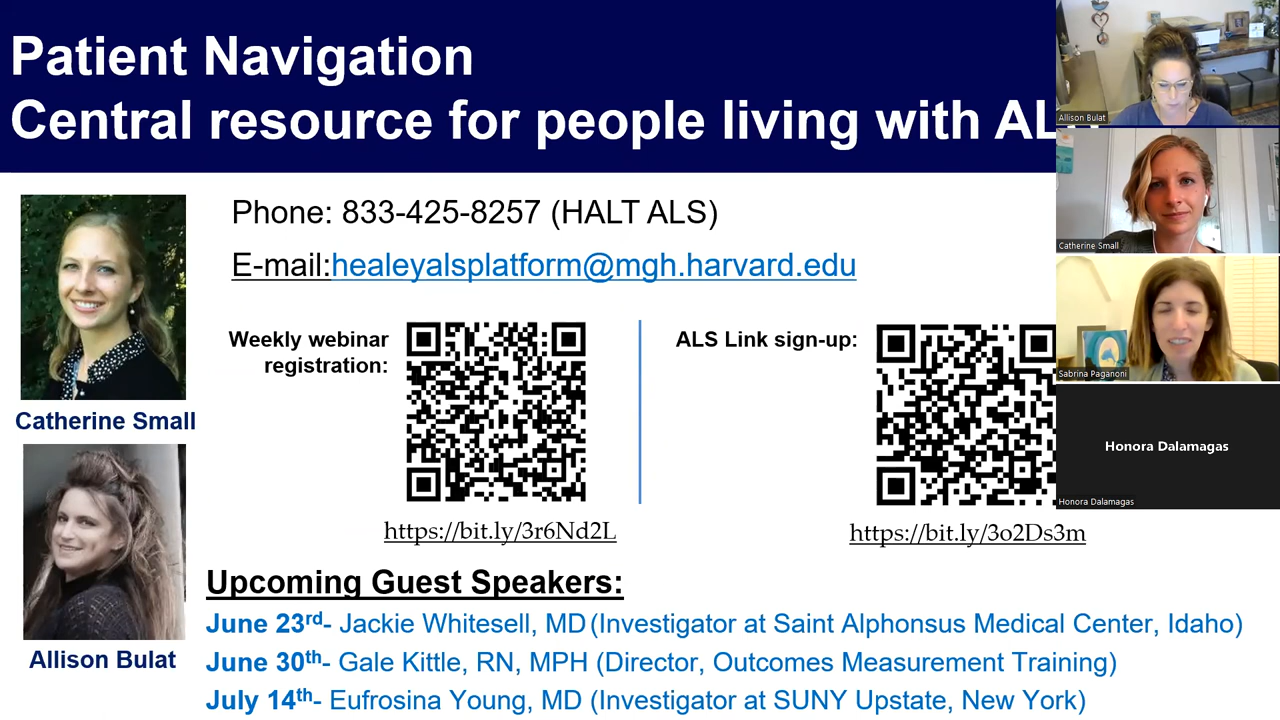 Patient Navigation
Central resource for people living with AL
Phone: 833-425-8257 (HALT ALS)
E-mail:healeyalsplatform@mgh.harvard.edu
Weekly webinar
registration:
ALS Link sign-up:
https://bit.ly/3r6Nd2L
https://bit.ly/3o2Ds3m
Catherine Small
Allison Bulat
Upcoming Guest Speakers:
June 23rd- Jackie Whitesell, MD (Investigator at Saint Alphonsus Medical Center, Idaho)
June 30th- Gale Kittle, RN, MPH (Director, Outcomes Measurement Training)
July 14th- Eufrosina Young, MD (Investigator at SUNY Upstate, New York)
Allison Bulat
Catherine Small
Sabrina Paganoni
Honora Dalamagas
Honora Dalamagas